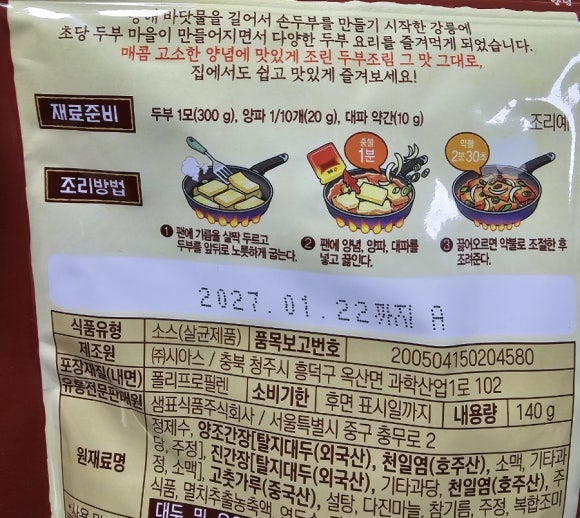 바닷물을 길어서 손두부를 만들기 시작한 강릉에
초당 두부 마을이 만들어지면서 다양한 두부 요리를 즐겨먹게 되었습니다.
매콤 고소한 양념에 맛있게 조린 두부조림 그 맛 그대로,
집에서도 쉽고 맛있게 즐겨보세요!
재료준비 두부 1모(300 g), 양파 1/10개(20 g), 대파 약간(10 g)
조리예
조리방법
중불 1분
약불 2분30초
1 팬에 기름을 살짝 두르고 두부를 앞뒤로 노릇하게 굽는다.
2 팬에 양념, 양파, 대파를 넣고 끓인다.
3 끓어오르면 약불로 조절한 후 조려준다.
2027.01.22까지 A
식품유형 소스(살균제품) 품목보고번호 200504150204580
제조원 ㈜시아스 / 충북 청주시 흥덕구 옥산면 과학산업1로 102
포장재질(내면) 폴리프로필렌 소비기한 후면 표시일까지 내용량 140 g
유통전문판매원 샘표식품주식회사 / 서울특별시 중구 충무로 2
원재료명
정제수, 양조간장[탈지대두(외국산), 천일염(호주산), 소맥, 기타과
당, 주정], 진간장[탈지대두(외국산), 기타과당, 천일염(호주산), 주
정, 소맥], 고춧가루(중국산), 설탕, 다진마늘, 참기름, 주정, 복합조미
식품, 멸치추출농축액,
대두, 밀,